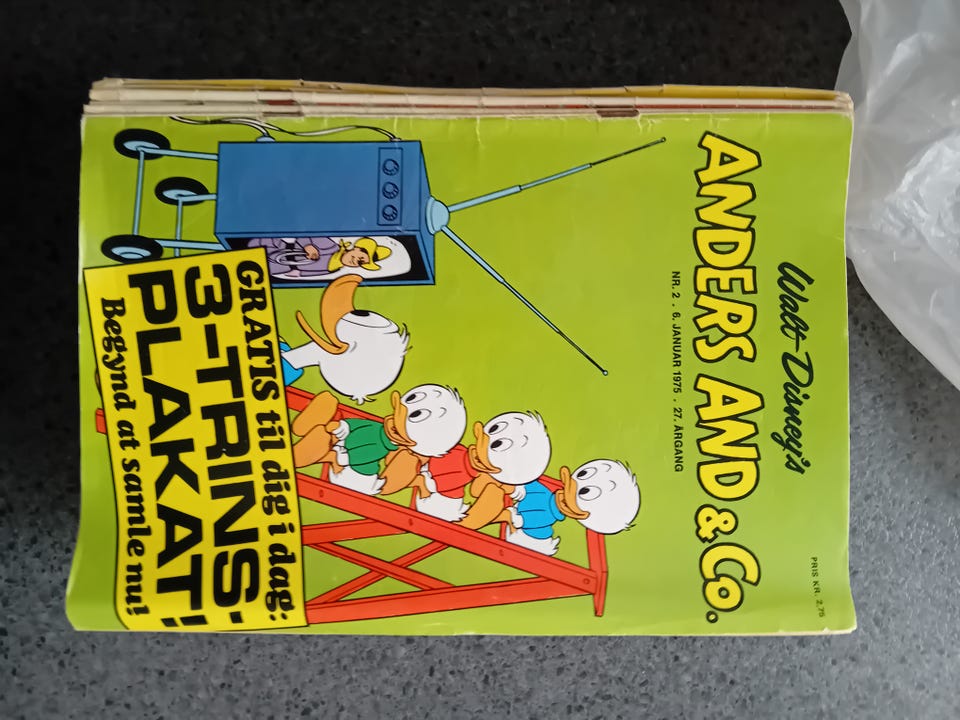 Walt Disney's
PRIS KR. 2,75
ANDERS AND & Co.
NR. 2 . 6. JANUAR 1975 . 27. ÅRGANG
GRATIS til dig i dag:
3-TRINS-
PLAKAT!
Begynd at samle nu!